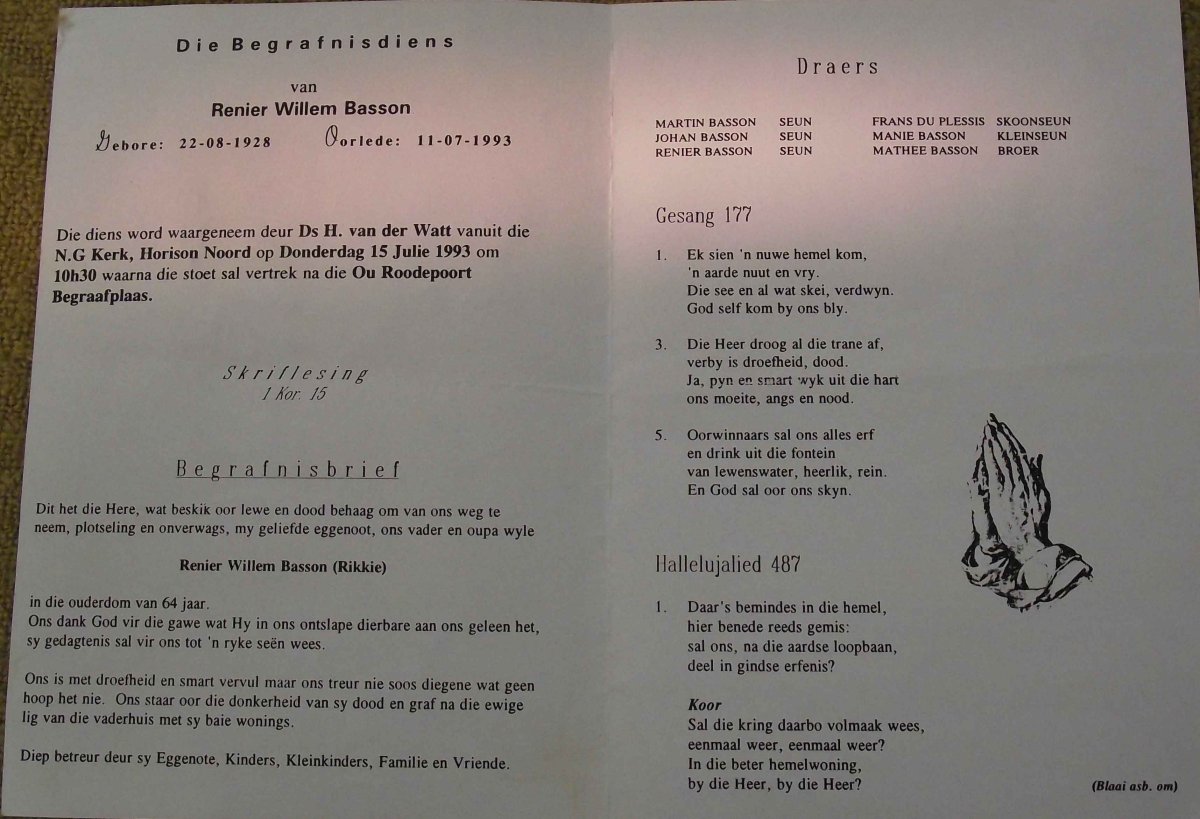 Die Begrafnisdiens
van
Renier Willem Basson
Gebore: 22-08-1928 Oorlede: 11-07-1993
Die diens word waargeneem deur Ds H. van der Watt vanuit die
N.G Kerk, Horison Noord op Donderdag 15 Julie 1993 om
10h30 waarna die stoet sal vertrek na die Ou Roodepoort
Begraafplaas.
Skriflesing
1 Kor. 15
Begrafnisbrief
Dit het die Here, wat beskik oor lewe en dood behaag om van ons weg te
neem, plotseling en onverwags, my geliefde eggenoot, ons vader en oupa wyle
Renier Willem Basson (Rikkie)
in die ouderdom van 64 jaar.
Ons dank God vir die gawe wat Hy in ons ontslape dierbare aan ons geleen het,
sy gedagtenis sal vir ons tot 'n ryke seën wees.
Ons is met droefheid en smart vervul maar ons treur nie soos diegene wat geen
hoop het nie. Ons staar oor die donkerheid van sy dood en graf na die ewige
lig van die vaderhuis met sy baie wonings.
Diep betreur deur sy Eggenote, Kinders, Kleinkinders, Familie en Vriende.
Draers
MARTIN BASSON SEUN FRANS DU PLESSIS SKOONSEUN
JOHAN BASSON SEUN MANIE BASSON KLEINSEUN
RENIER BASSON SEUN MATHEE BASSON BROER
Gesang 177
1. Ek sien 'n nuwe hemel kom,
'n aarde nuut en vry.
Die see en al wat skei, verdwyn.
God self kom by ons bly.
3. Die Heer droog al die trane af,
verby is droefheid, dood.
Ja, pyn en smart wyk uit die hart
ons moeite, angs en nood.
5. Oorwinnaars sal ons alles erf
en drink uit die fontein
van lewenswater, heerlik, rein.
En God sal oor ons skyn.
Hallelujalied 487
1. Daar's bemindes in die hemel,
hier benede reeds gemis:
sal ons, na die aardse loopbaan,
deel in gindse erfenis?
Koor
Sal die kring daarbo volmaak wees,
eenmaal weer, eenmaal weer?
In die beter hemelwoning,
by die Heer, by die Heer?
(Blaai asb. om)